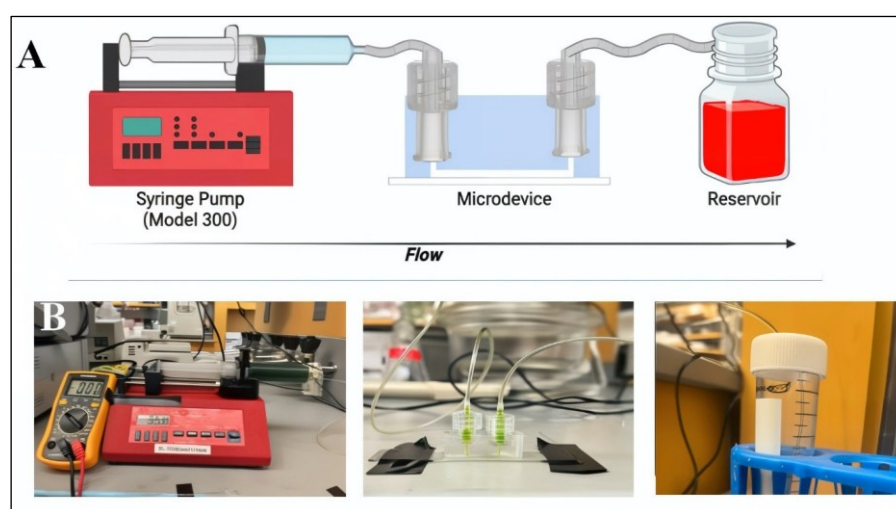 A
Syringe Pump
(Model 300)
Microdevice
Reservoir
Flow
B